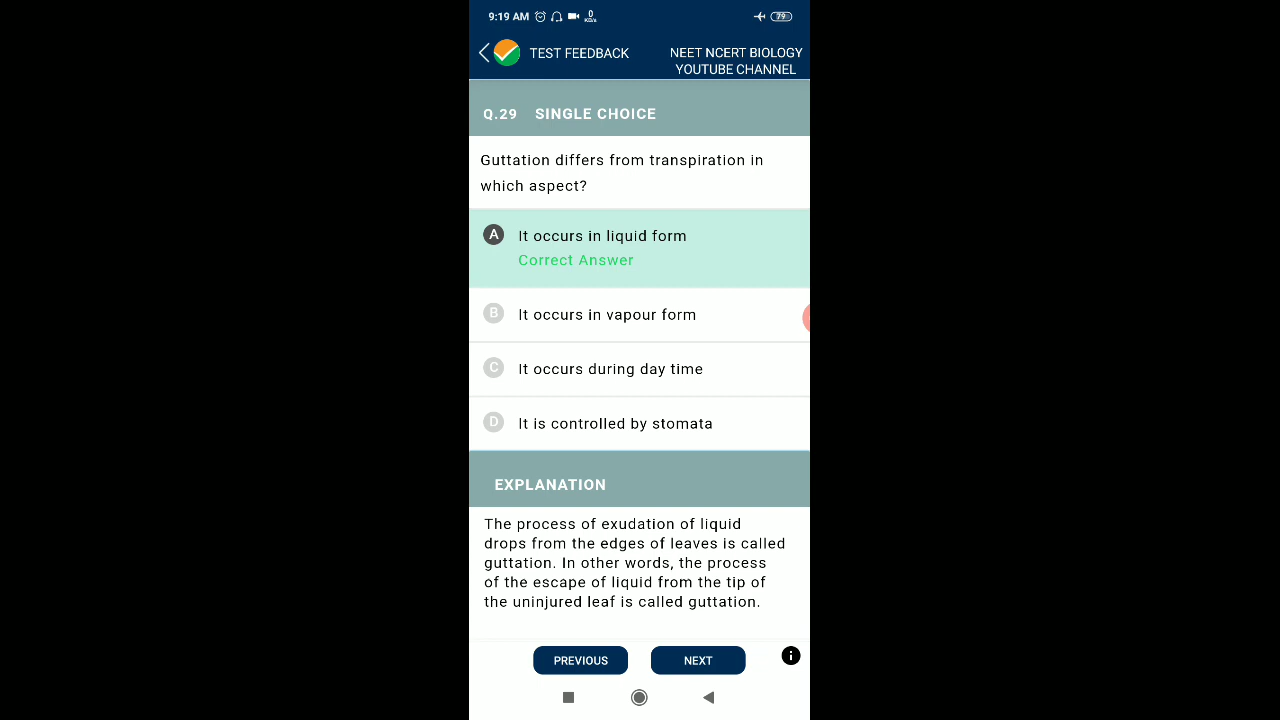 9:19 AM 0 KB/s 79
TEST FEEDBACK
NEET NCERT BIOLOGY
YOUTUBE CHANNEL
Q.29 SINGLE CHOICE
Guttation differs from transpiration in
which aspect?
A It occurs in liquid form
Correct Answer
B It occurs in vapour form
C It occurs during day time
D It is controlled by stomata
EXPLANATION
The process of exudation of liquid
drops from the edges of leaves is called
guttation. In other words, the process
of the escape of liquid from the tip of
the uninjured leaf is called guttation.
PREVIOUS NEXT